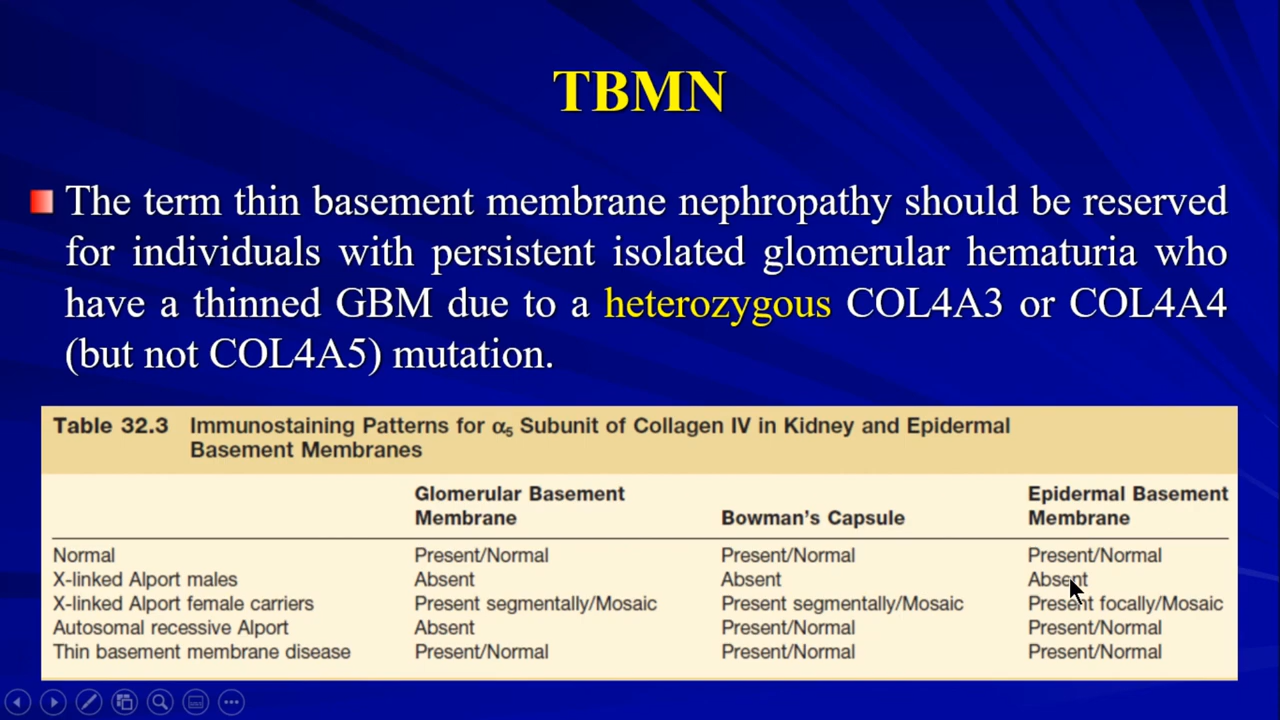 TBMN
The term thin basement membrane nephropathy should be reserved
for individuals with persistent isolated glomerular hematuria who
have a thinned GBM due to a heterozygous COL4A3 or COL4A4
(but not COL4A5) mutation.
Table 32.3 Immunostaining Patterns for α5 Subunit of Collagen IV in Kidney and Epidermal
Basement Membranes
Glomerular Basement Membrane Bowman's Capsule Epidermal Basement Membrane
Normal Present/Normal Present/Normal Present/Normal
X-linked Alport males Absent Absent Absent
X-linked Alport female carriers Present segmentally/Mosaic Present segmentally/Mosaic Present focally/Mosaic
Autosomal recessive Alport Absent Present/Normal Present/Normal
Thin basement membrane disease Present/Normal Present/Normal Present/Normal